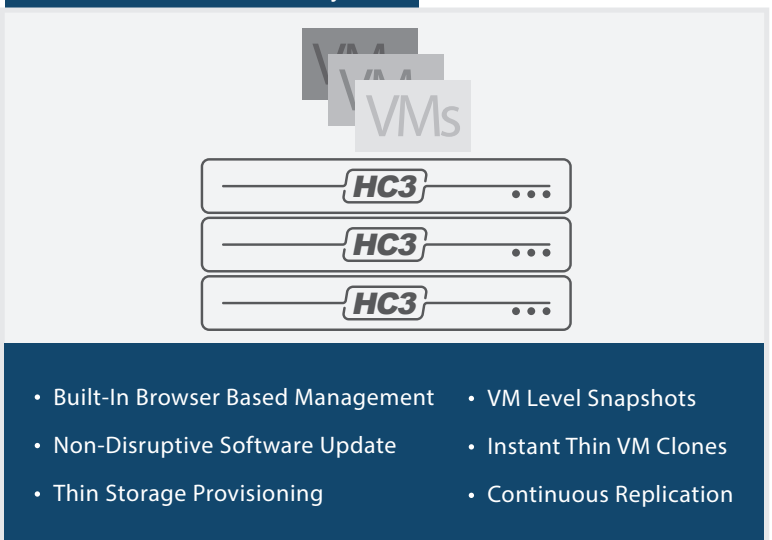 VM
VM
VMs
HC3
HC3
HC3
• Built-In Browser Based Management
• Non-Disruptive Software Update
• Thin Storage Provisioning
• VM Level Snapshots
• Instant Thin VM Clones
• Continuous Replication